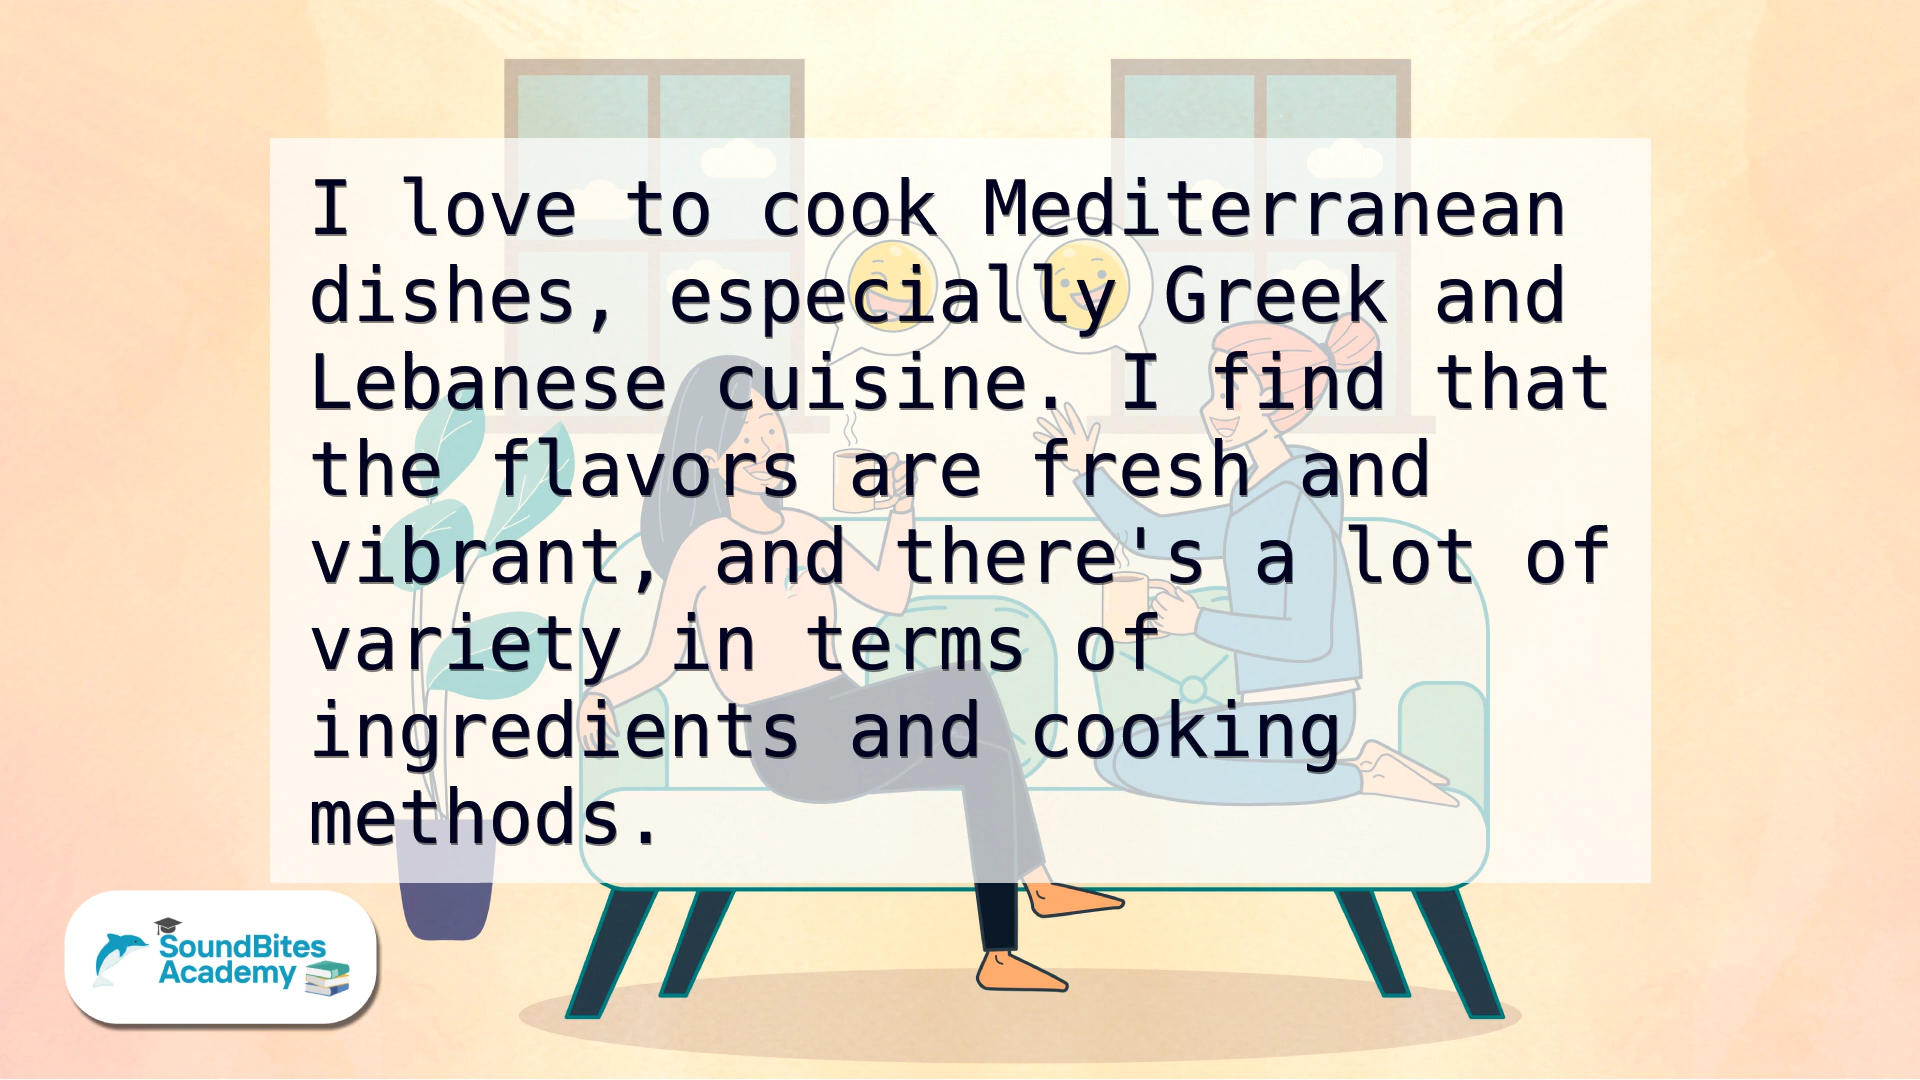 I love to cook Mediterranean
dishes, especially Greek and
Lebanese cuisine. I find that
the flavors are fresh and
vibrant, and there's a lot of
variety in terms of
ingredients and cooking
methods.
SoundBites
Academy